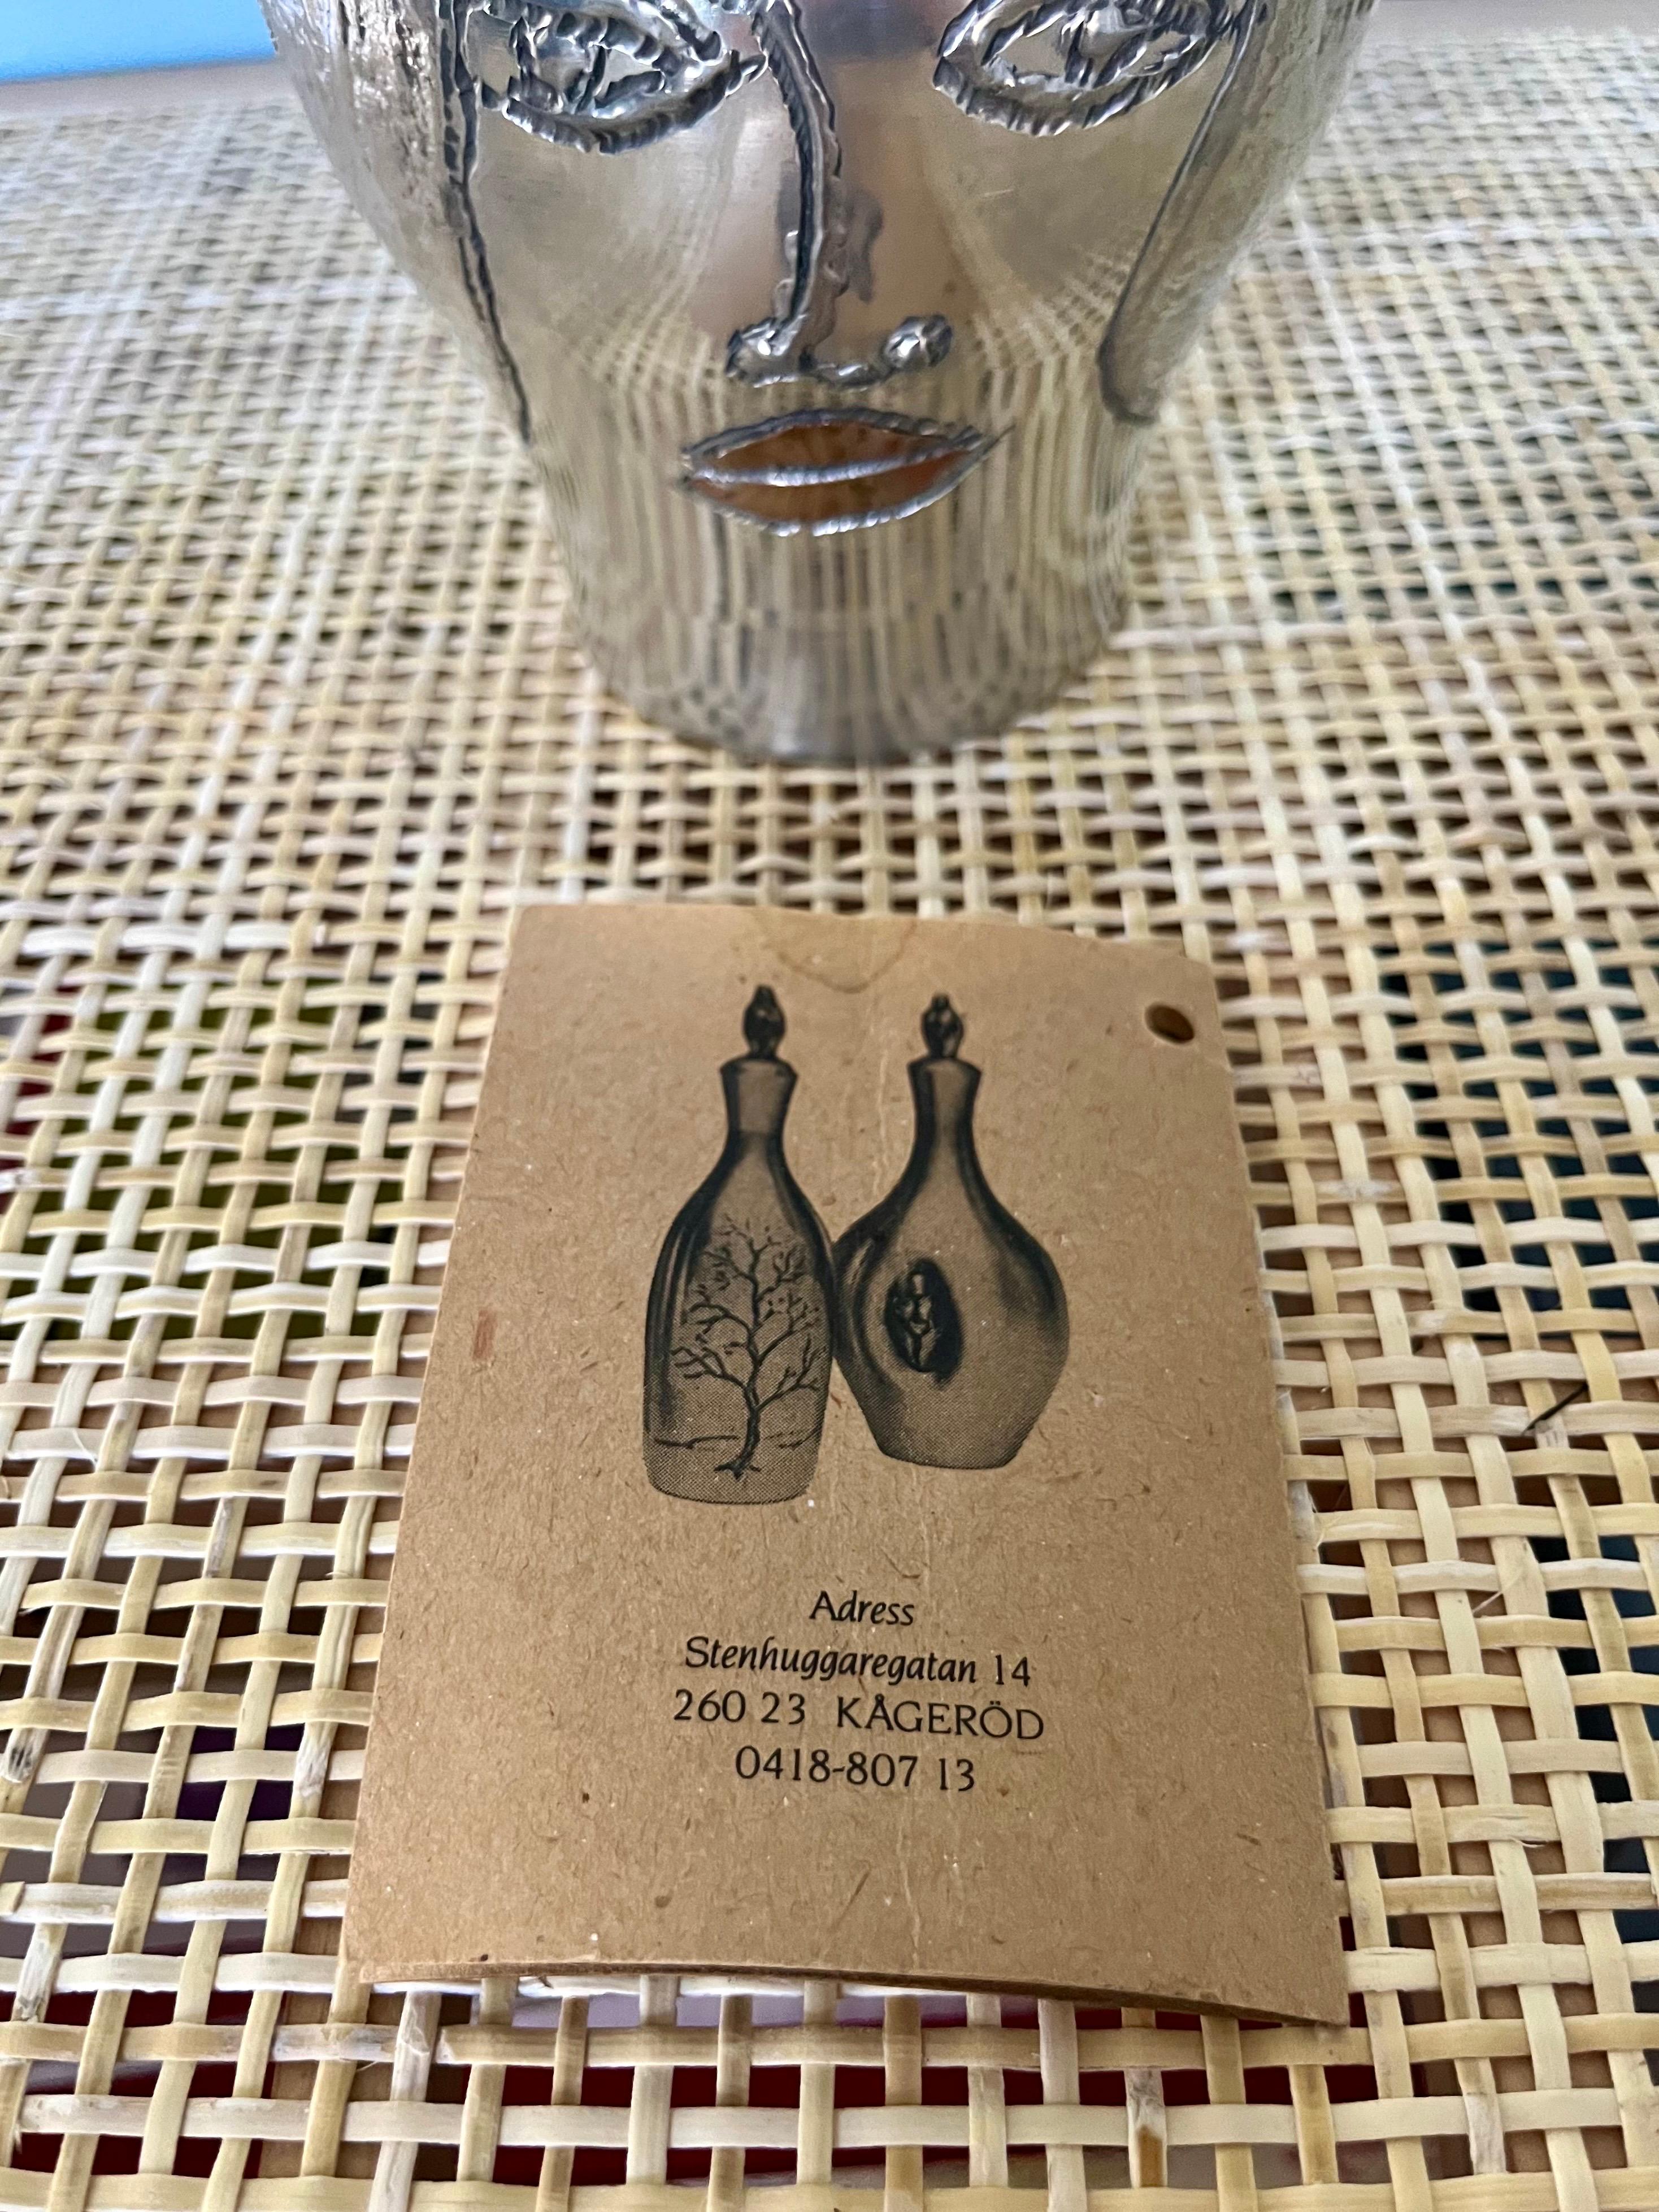 Adress
Stenhuggaregatan 14
260 23 KÅGERÖD
0418-807 13